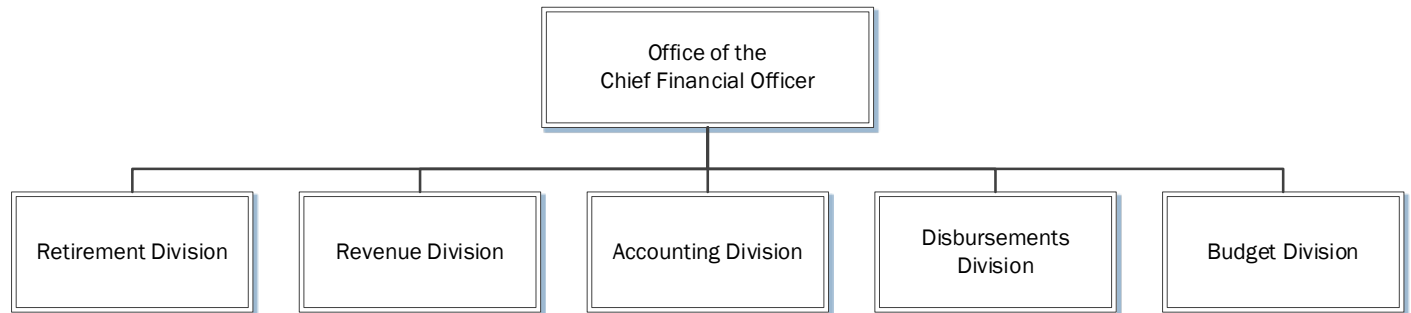 Office of the
Chief Financial Officer
Retirement Division
Revenue Division
Accounting Division
Disbursements
Division
Budget Division